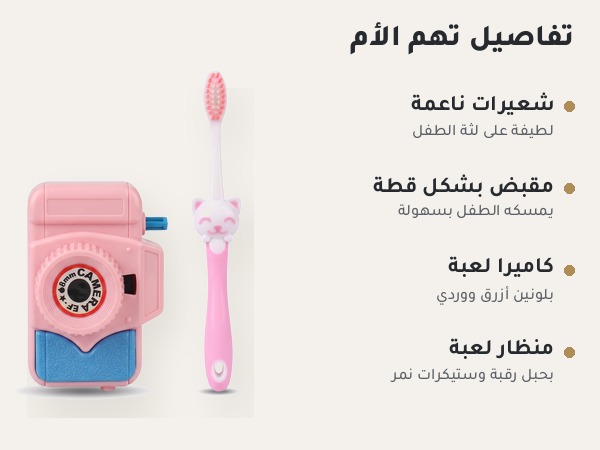 تفاصيل تهم الأم
شعيرات ناعمة
لطيفة على لثة الطفل
مقبض بشكل قطة
يمسكه الطفل بسهولة
كاميرا لعبة
بلونين أزرق ووردي
منظار لعبة
بحبل رقبة وستيكرات نمر
8mm CAMERA EF